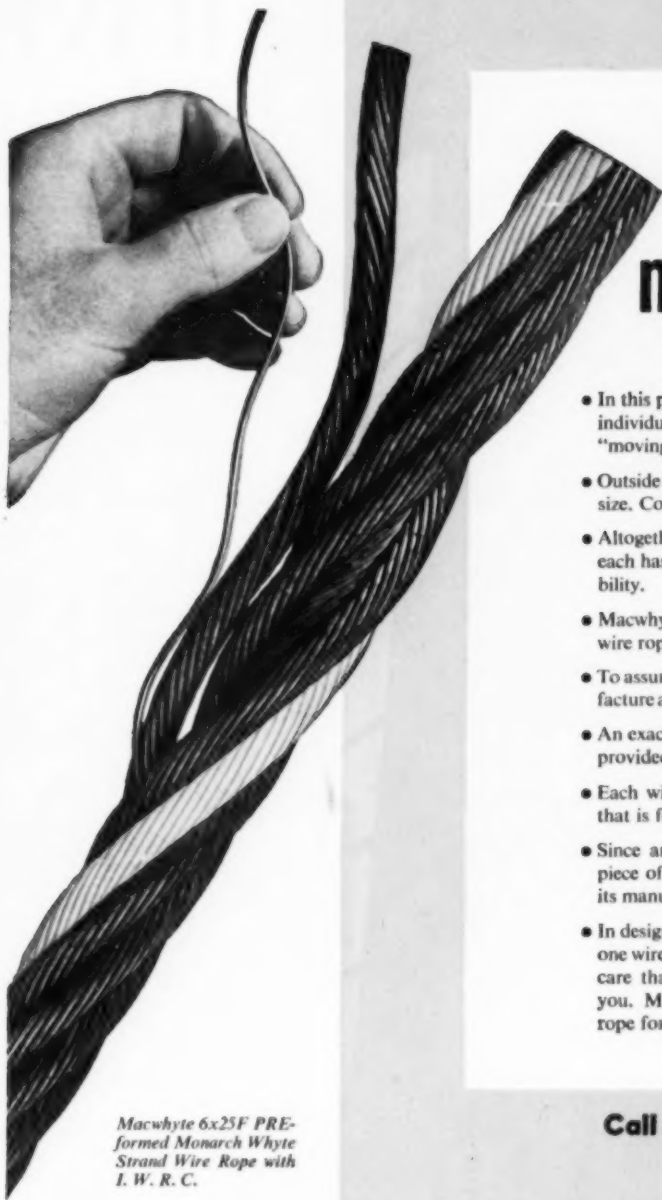 • In this p
individu
"moving
• Outside
size. Co
• Altogeth
each has
bility.
• Macwhy
wire rop
• To assur
facture a
• An exac
provided
• Each wi
that is f
• Since an
piece of
its manu
• In desig
one wire
care tha
you. M
rope for
Macwhyte 6x25F PRE-
formed Monarch Whyte
Strand Wire Rope with
I. W. R. C.
Call